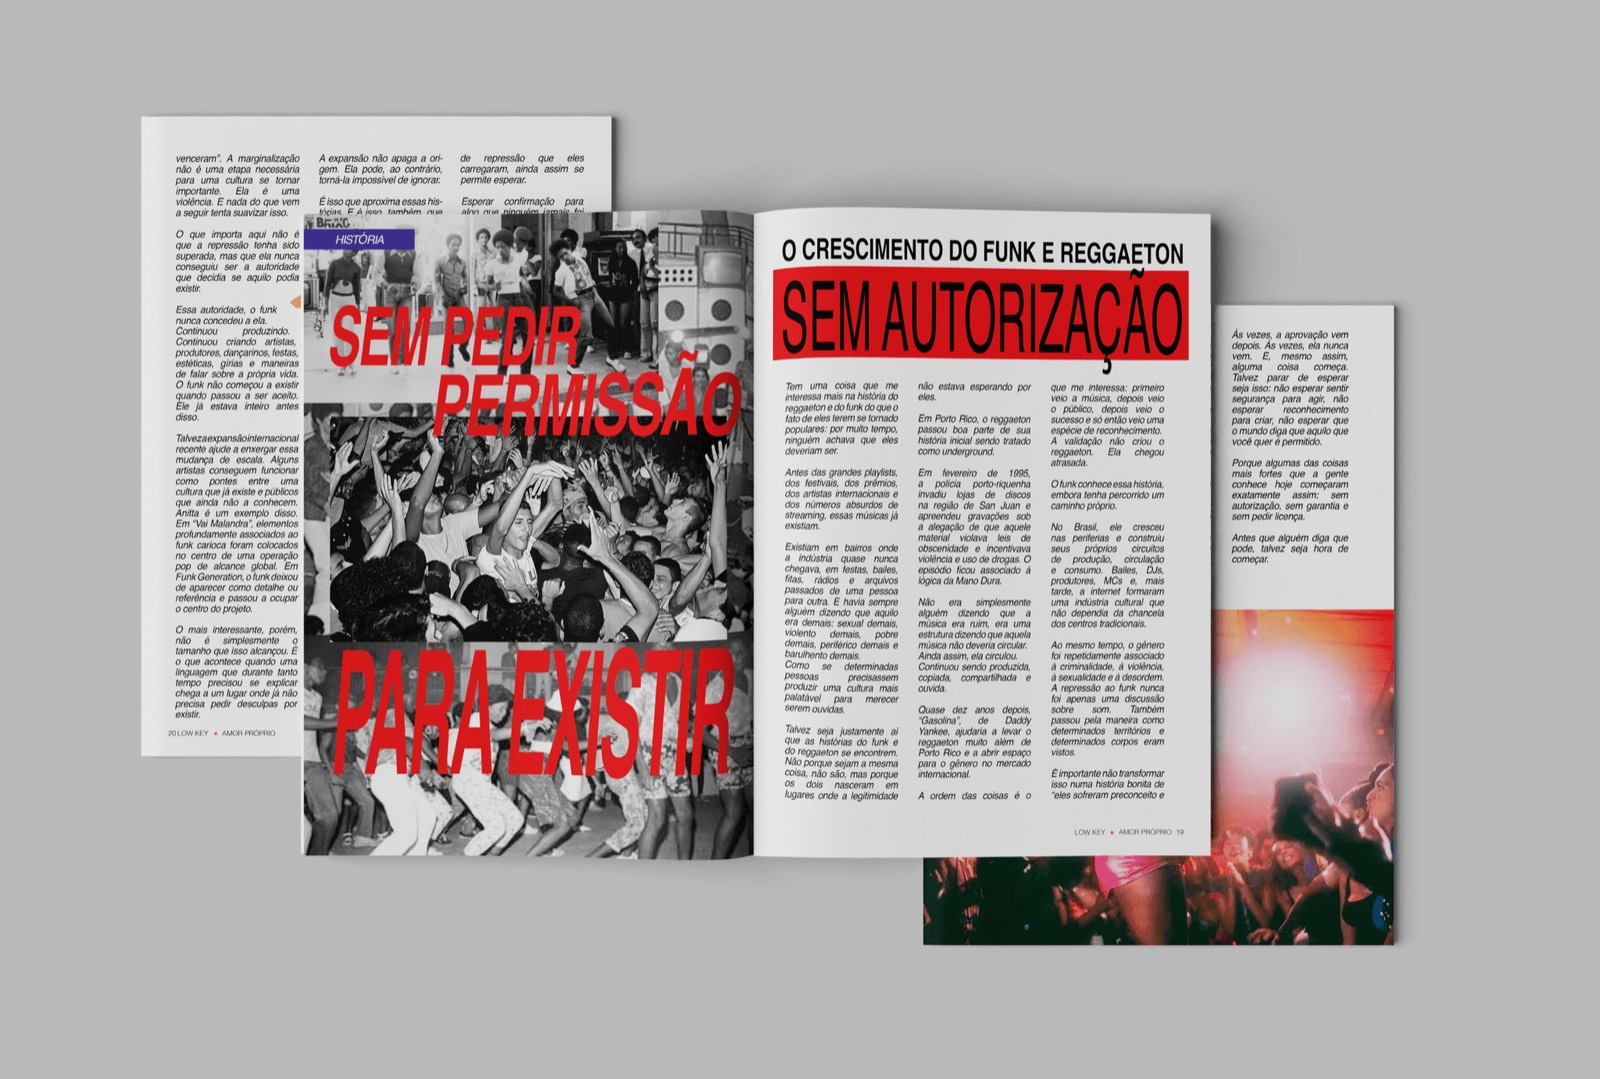 BRIXO
HISTÓRIA
SEM PEDIR
PERMISSÃO
PARA EXISTIR
O CRESCIMENTO DO FUNK E REGGAETON
SEM AUTORIZAÇÃO
Tem uma coisa que me
interessa mais na história do
reggaeton e do funk do que o
fato de eles terem se tornado
populares: por muito tempo,
ninguém achava que eles
deveriam ser.
Antes das grandes playlists,
dos festivais, dos prêmios,
dos artistas internacionais e
dos números absurdos de
streaming, essas músicas já
existiam.
Existiam em bairros onde
a indústria quase nunca
chegava, em festas, bailes,
fitas, rádios e arquivos
passados de uma pessoa
para outra. E havia sempre
alguém dizendo que aquilo
era demais: sexual demais,
violento demais, pobre
demais, periférico demais e
barulhento demais.
Como se determinadas
pessoas precisassem
produzir uma cultura mais
palatável para merecer
serem ouvidas.
Talvez seja justamente aí
que as histórias do funk e
do reggaeton se encontrem.
Não porque sejam a mesma
coisa, não são, mas porque
os dois nasceram em
lugares onde a legitimidade
não estava esperando por
eles.
Em Porto Rico, o reggaeton
passou boa parte de sua
história inicial sendo tratado
como underground.
Em fevereiro de 1995,
a polícia porto-riquenha
invadiu lojas de discos
na região de San Juan e
apreendeu gravações sob
a alegação de que aquele
material violava leis de
obscenidade e incentivava
violência e uso de drogas. O
episódio ficou associado à
lógica da Mano Dura.
Não era simplesmente
alguém dizendo que a
música era ruim, era uma
estrutura dizendo que aquela
música não deveria circular.
Ainda assim, ela circulou.
Continuou sendo produzida,
copiada, compartilhada e
ouvida.
Quase dez anos depois,
“Gasolina”, de Daddy
Yankee, ajudaria a levar o
reggaeton muito além de
Porto Rico e a abrir espaço
para o gênero no mercado
internacional.
A ordem das coisas é o
que me interessa: primeiro
veio a música, depois veio
o público, depois veio o
sucesso e só então veio uma
espécie de reconhecimento.
A validação não criou o
reggaeton. Ela chegou
atrasada.
O funk conhece essa história,
embora tenha percorrido um
caminho próprio.
No Brasil, ele cresceu
nas periferias e construiu
seus próprios circuitos
de produção, circulação
e consumo. Bailes, DJs,
produtores, MCs e, mais
tarde, a internet formaram
uma indústria cultural que
não dependia da chancela
dos centros tradicionais.
Ao mesmo tempo, o gênero
foi repetidamente associado
à criminalidade, à violência,
à sexualidade e à desordem.
A repressão ao funk nunca
foi apenas uma discussão
sobre som. Também
passou pela maneira como
determinados territórios e
determinados corpos eram
vistos.
É importante não transformar
isso numa história bonita de
“eles sofreram preconceito e
LOW KEY • AMOR PRÓPRIO 19
venceram”. A marginalização
não é uma etapa necessária
para uma cultura se tornar
importante. Ela é uma
violência. E nada do que vem
a seguir tenta suavizar isso.
O que importa aqui não é
que a repressão tenha sido
superada, mas que ela nunca
conseguiu ser a autoridade
que decidia se aquilo podia
existir.
Essa autoridade, o funk
nunca concedeu a ela.
Continuou produzindo.
Continuou criando artistas,
produtores, dançarinos, festas,
estéticas, gírias e maneiras
de falar sobre a própria vida.
O funk não começou a existir
quando passou a ser aceito.
Ele já estava inteiro antes
disso.
Talvez a expansão internacional
recente ajude a enxergar essa
mudança de escala. Alguns
artistas conseguem funcionar
como pontes entre uma
cultura que já existe e públicos
que ainda não a conhecem.
Anitta é um exemplo disso.
Em “Vai Malandra”, elementos
profundamente associados ao
funk carioca foram colocados
no centro de uma operação
pop de alcance global. Em
Funk Generation, o funk deixou
de aparecer como detalhe ou
referência e passou a ocupar
o centro do projeto.
O mais interessante, porém,
não é simplesmente o
tamanho que isso alcançou. É
o que acontece quando uma
linguagem que durante tanto
tempo precisou se explicar
chega a um lugar onde já não
precisa pedir desculpas por
existir.
20 LOW KEY • AMOR PRÓPRIO
A expansão não apaga a ori-
gem. Ela pode, ao contrário,
torná-la impossível de ignorar.
É isso que aproxima essas his-
tórias. E é isso, também, que
de repressão que eles
carregaram, ainda assim se
permite esperar.
Esperar confirmação para
algo que ninguém jamais foi
Às vezes, a aprovação vem
depois. Às vezes, ela nunca
vem. E, mesmo assim,
alguma coisa começa.
Talvez parar de esperar
seja isso: não esperar sentir
segurança para agir, não
esperar reconhecimento
para criar, não esperar que
o mundo diga que aquilo que
você quer é permitido.
Porque algumas das coisas
mais fortes que a gente
conhece hoje começaram
exatamente assim: sem
autorização, sem garantia e
sem pedir licença.
Antes que alguém diga que
pode, talvez seja hora de
começar.